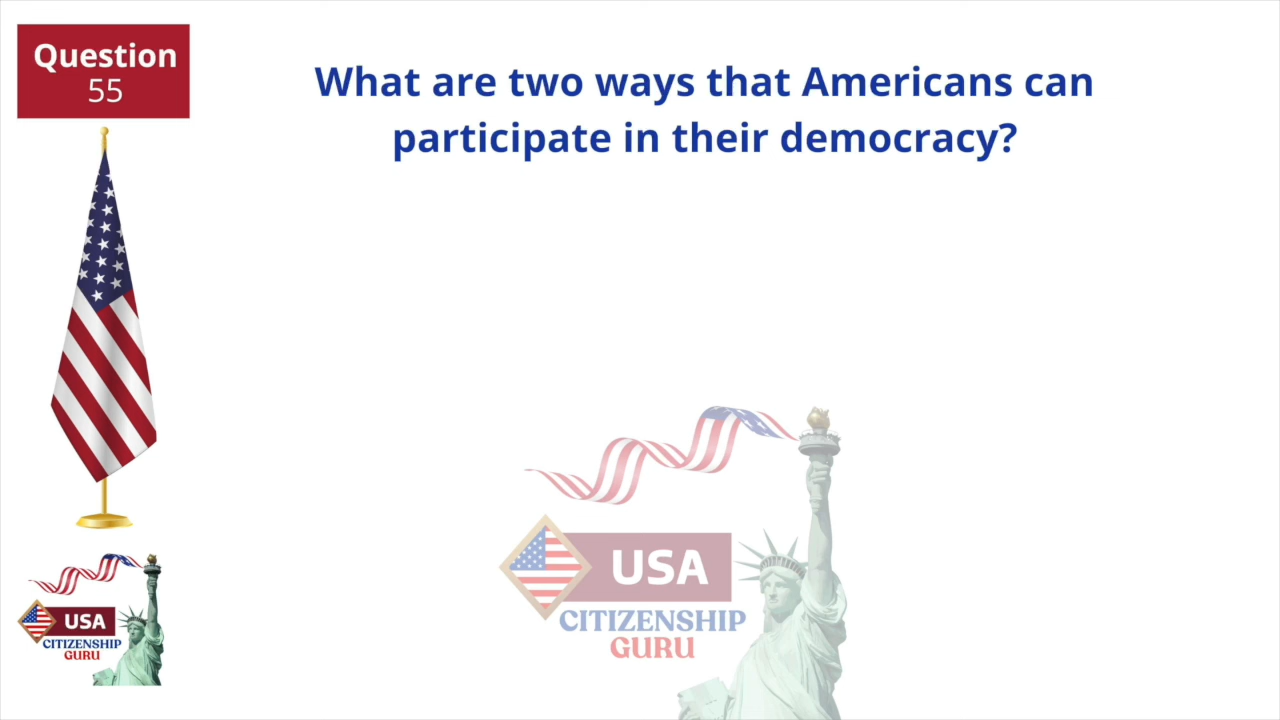 Question
55
What are two ways that Americans can
participate in their democracy?
USA
CITIZENSHIP
GURU
USA
CITIZENSHIP
GURU